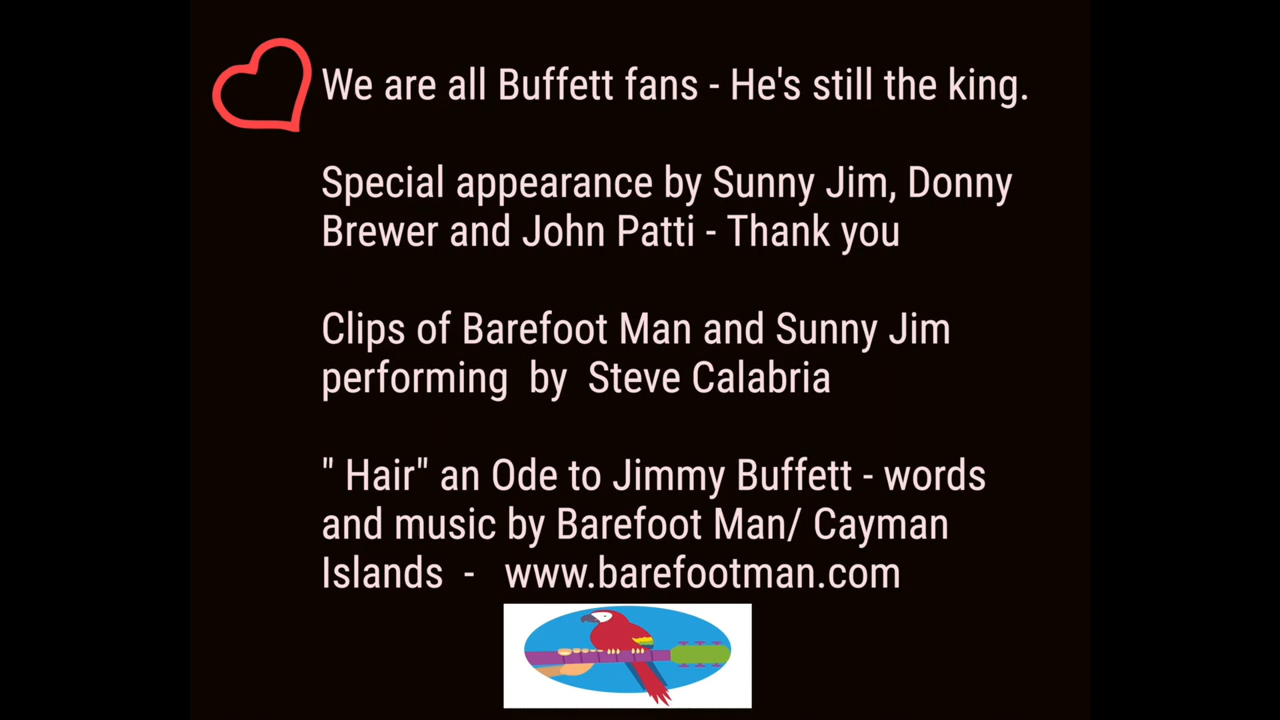 We are all Buffett fans - He's still the king.
Special appearance by Sunny Jim, Donny
Brewer and John Patti - Thank you
Clips of Barefoot Man and Sunny Jim
performing  by  Steve Calabria
" Hair" an Ode to Jimmy Buffett - words
and music by Barefoot Man/ Cayman
Islands  -   www.barefootman.com